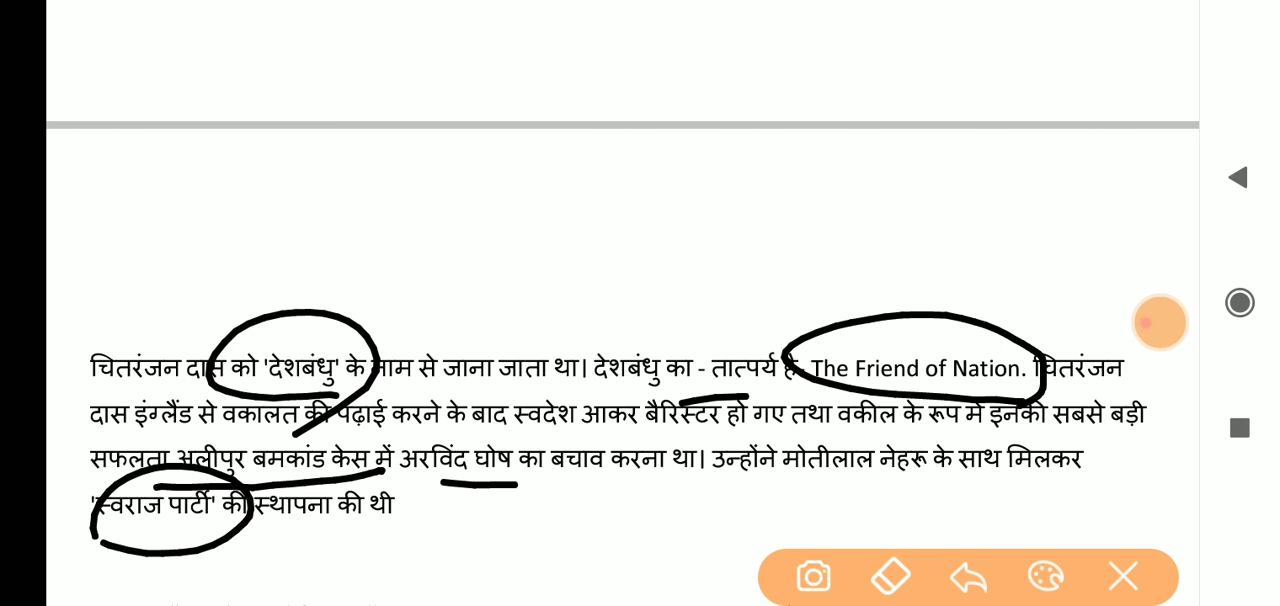 चितरंजन दास को 'देशबंधु' के नाम से जाना जाता था। देशबंधु का - तात्पर्य है- The Friend of Nation. चितरंजन
दास इंग्लैंड से वकालत की पढ़ाई करने के बाद स्वदेश आकर बैरिस्टर हो गए तथा वकील के रूप में इनकी सबसे बड़ी
सफलता अलीपुर बमकांड केस में अरविंद घोष का बचाव करना था। उन्होंने मोतीलाल नेहरू के साथ मिलकर
'स्वराज पार्टी' की स्थापना की थी